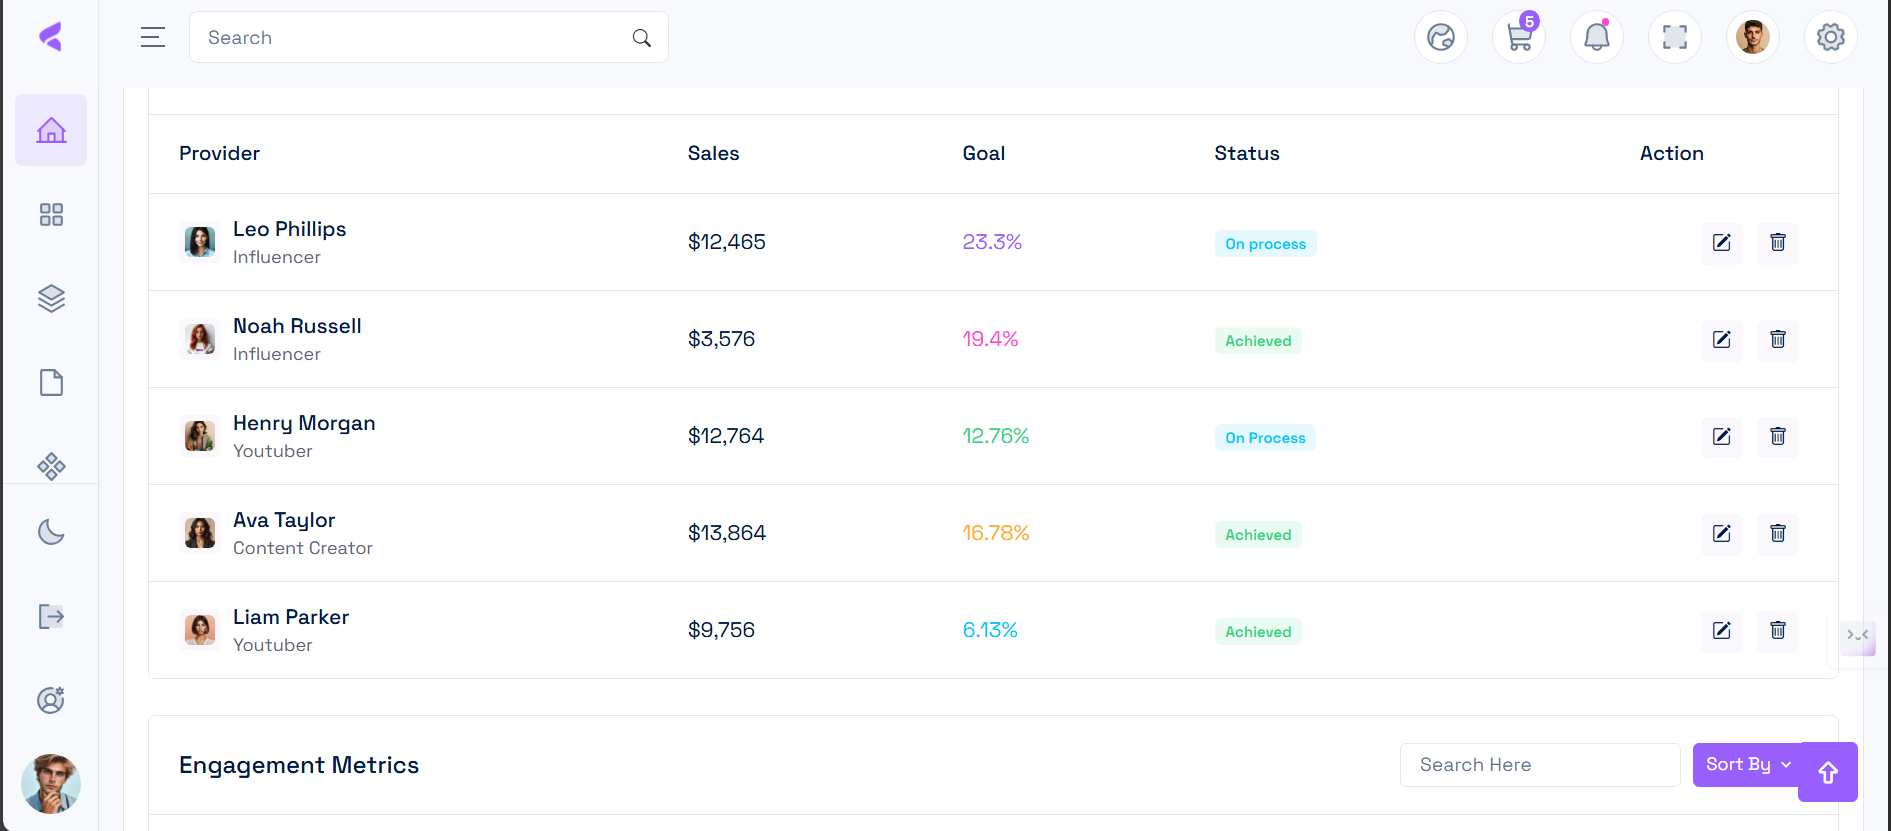 Search
5
Provider Sales Goal Status Action
Leo Phillips
Influencer
$12,465 23.3% On process
Noah Russell
Influencer
$3,576 19.4% Achieved
Henry Morgan
Youtuber
$12,764 12.76% On Process
Ava Taylor
Content Creator
$13,864 16.78% Achieved
Liam Parker
Youtuber
$9,756 6.13% Achieved
Engagement Metrics
Search Here
Sort By